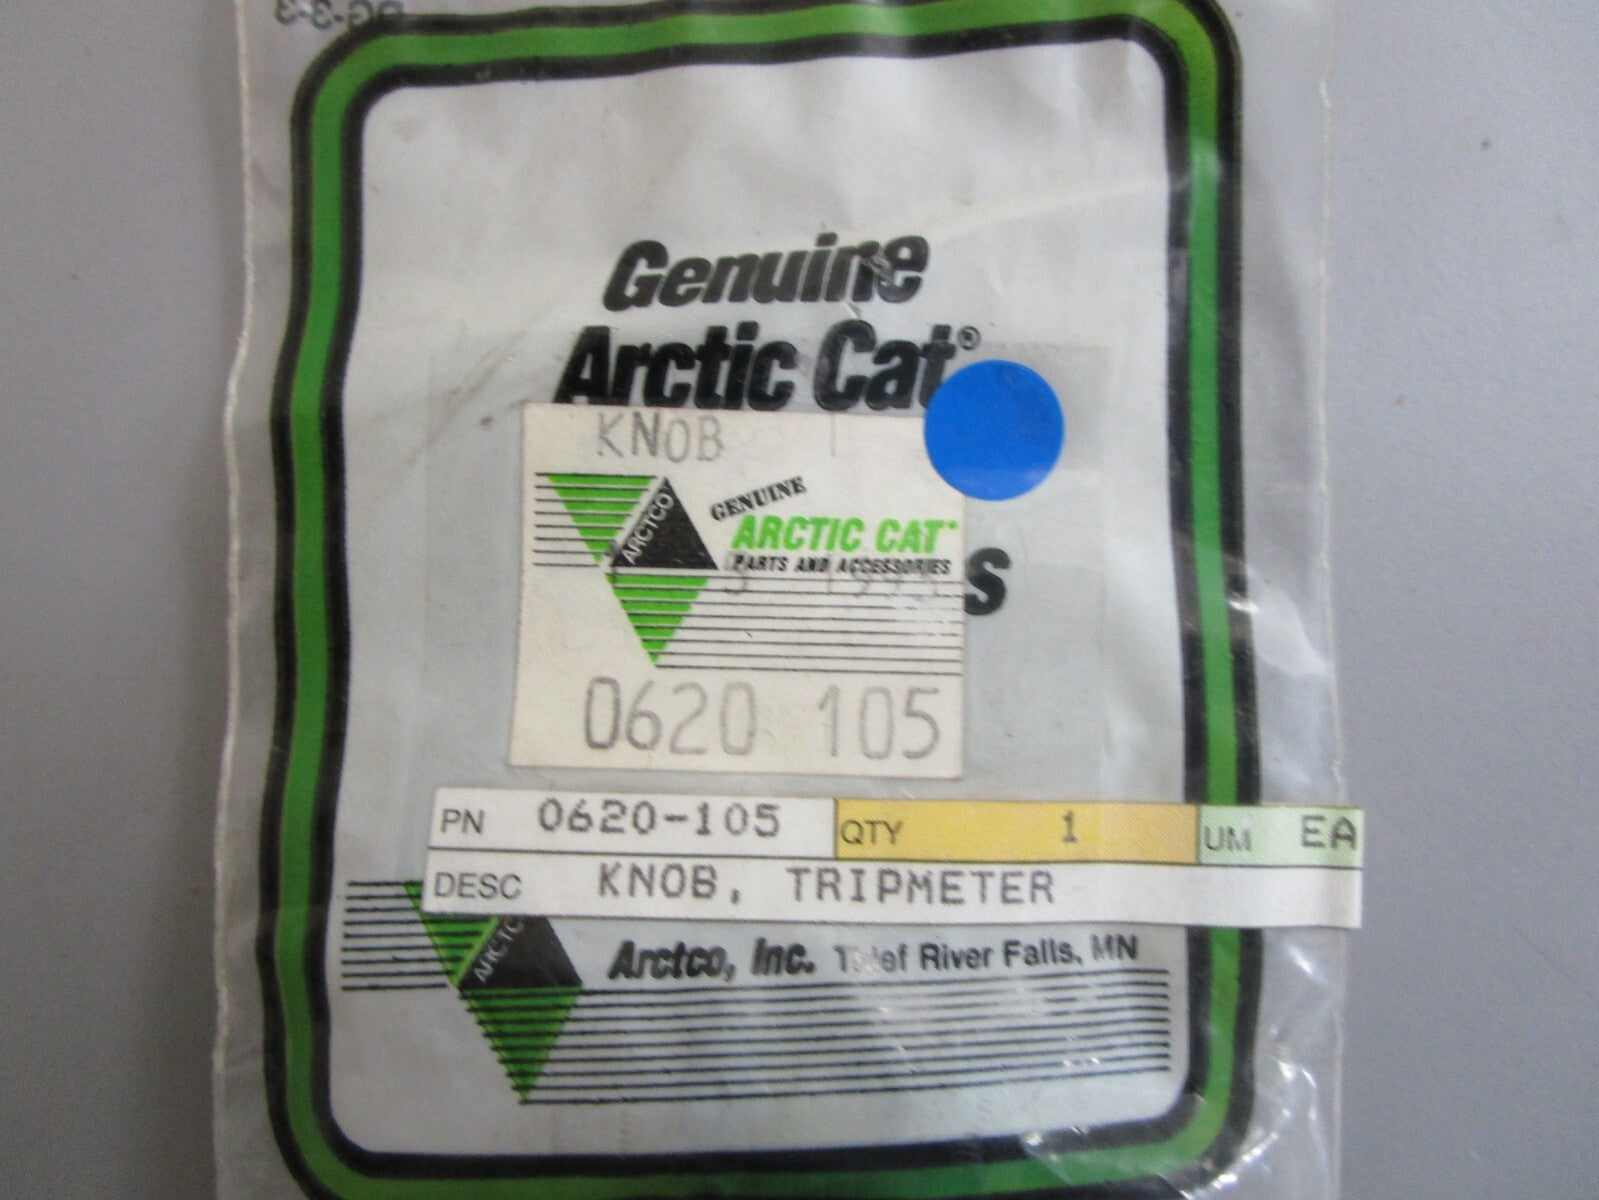 Genuine
Arctic Cat®
KNOB
ARCTCO
GENUINE
ARCTIC CAT
PARTS AND ACCESSORIES
S
0620 105
PN 0620-105 QTY 1 UM EA
DESC KNOB, TRIPMETER
ARCTC
Arctco, Inc. Thief River Falls, MN